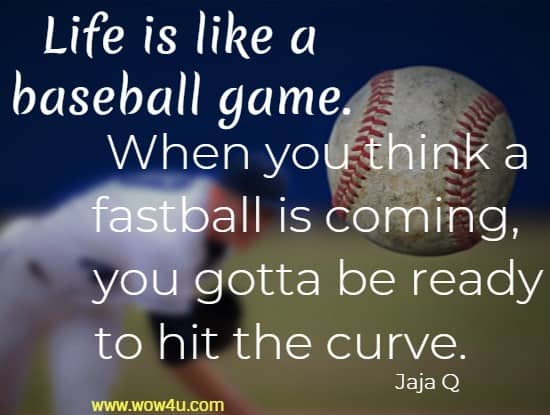 Life is like a
baseball game.
When you think a
fastball is coming,
you gotta be ready
to hit the curve.
Jaja Q
www.wow4u.com